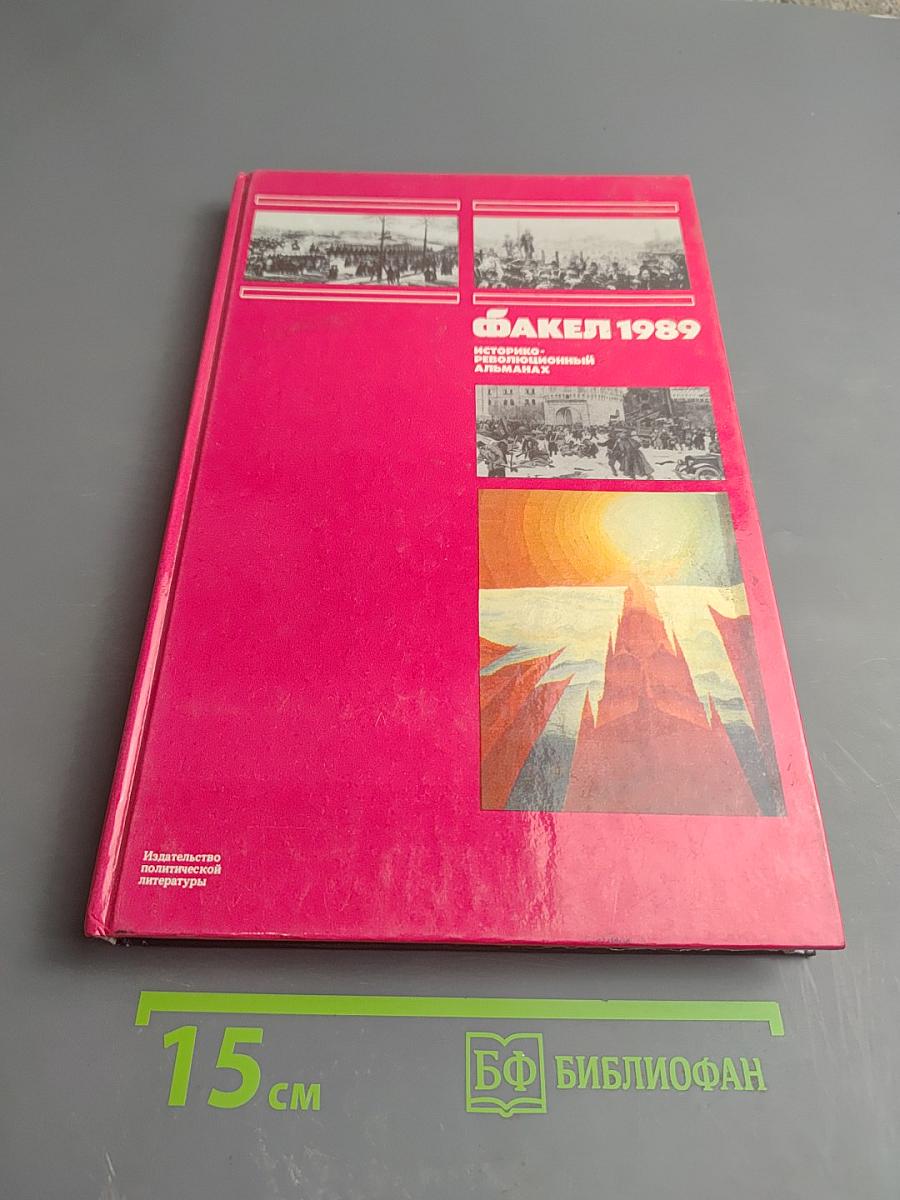 ФАКЕЛ 1989
ИСТОРИКО-
РЕВОЛЮЦИОННЫЙ
АЛЬМАНАХ
Издательство
политической
литературы
15 см
БФ БИБЛИОФАН